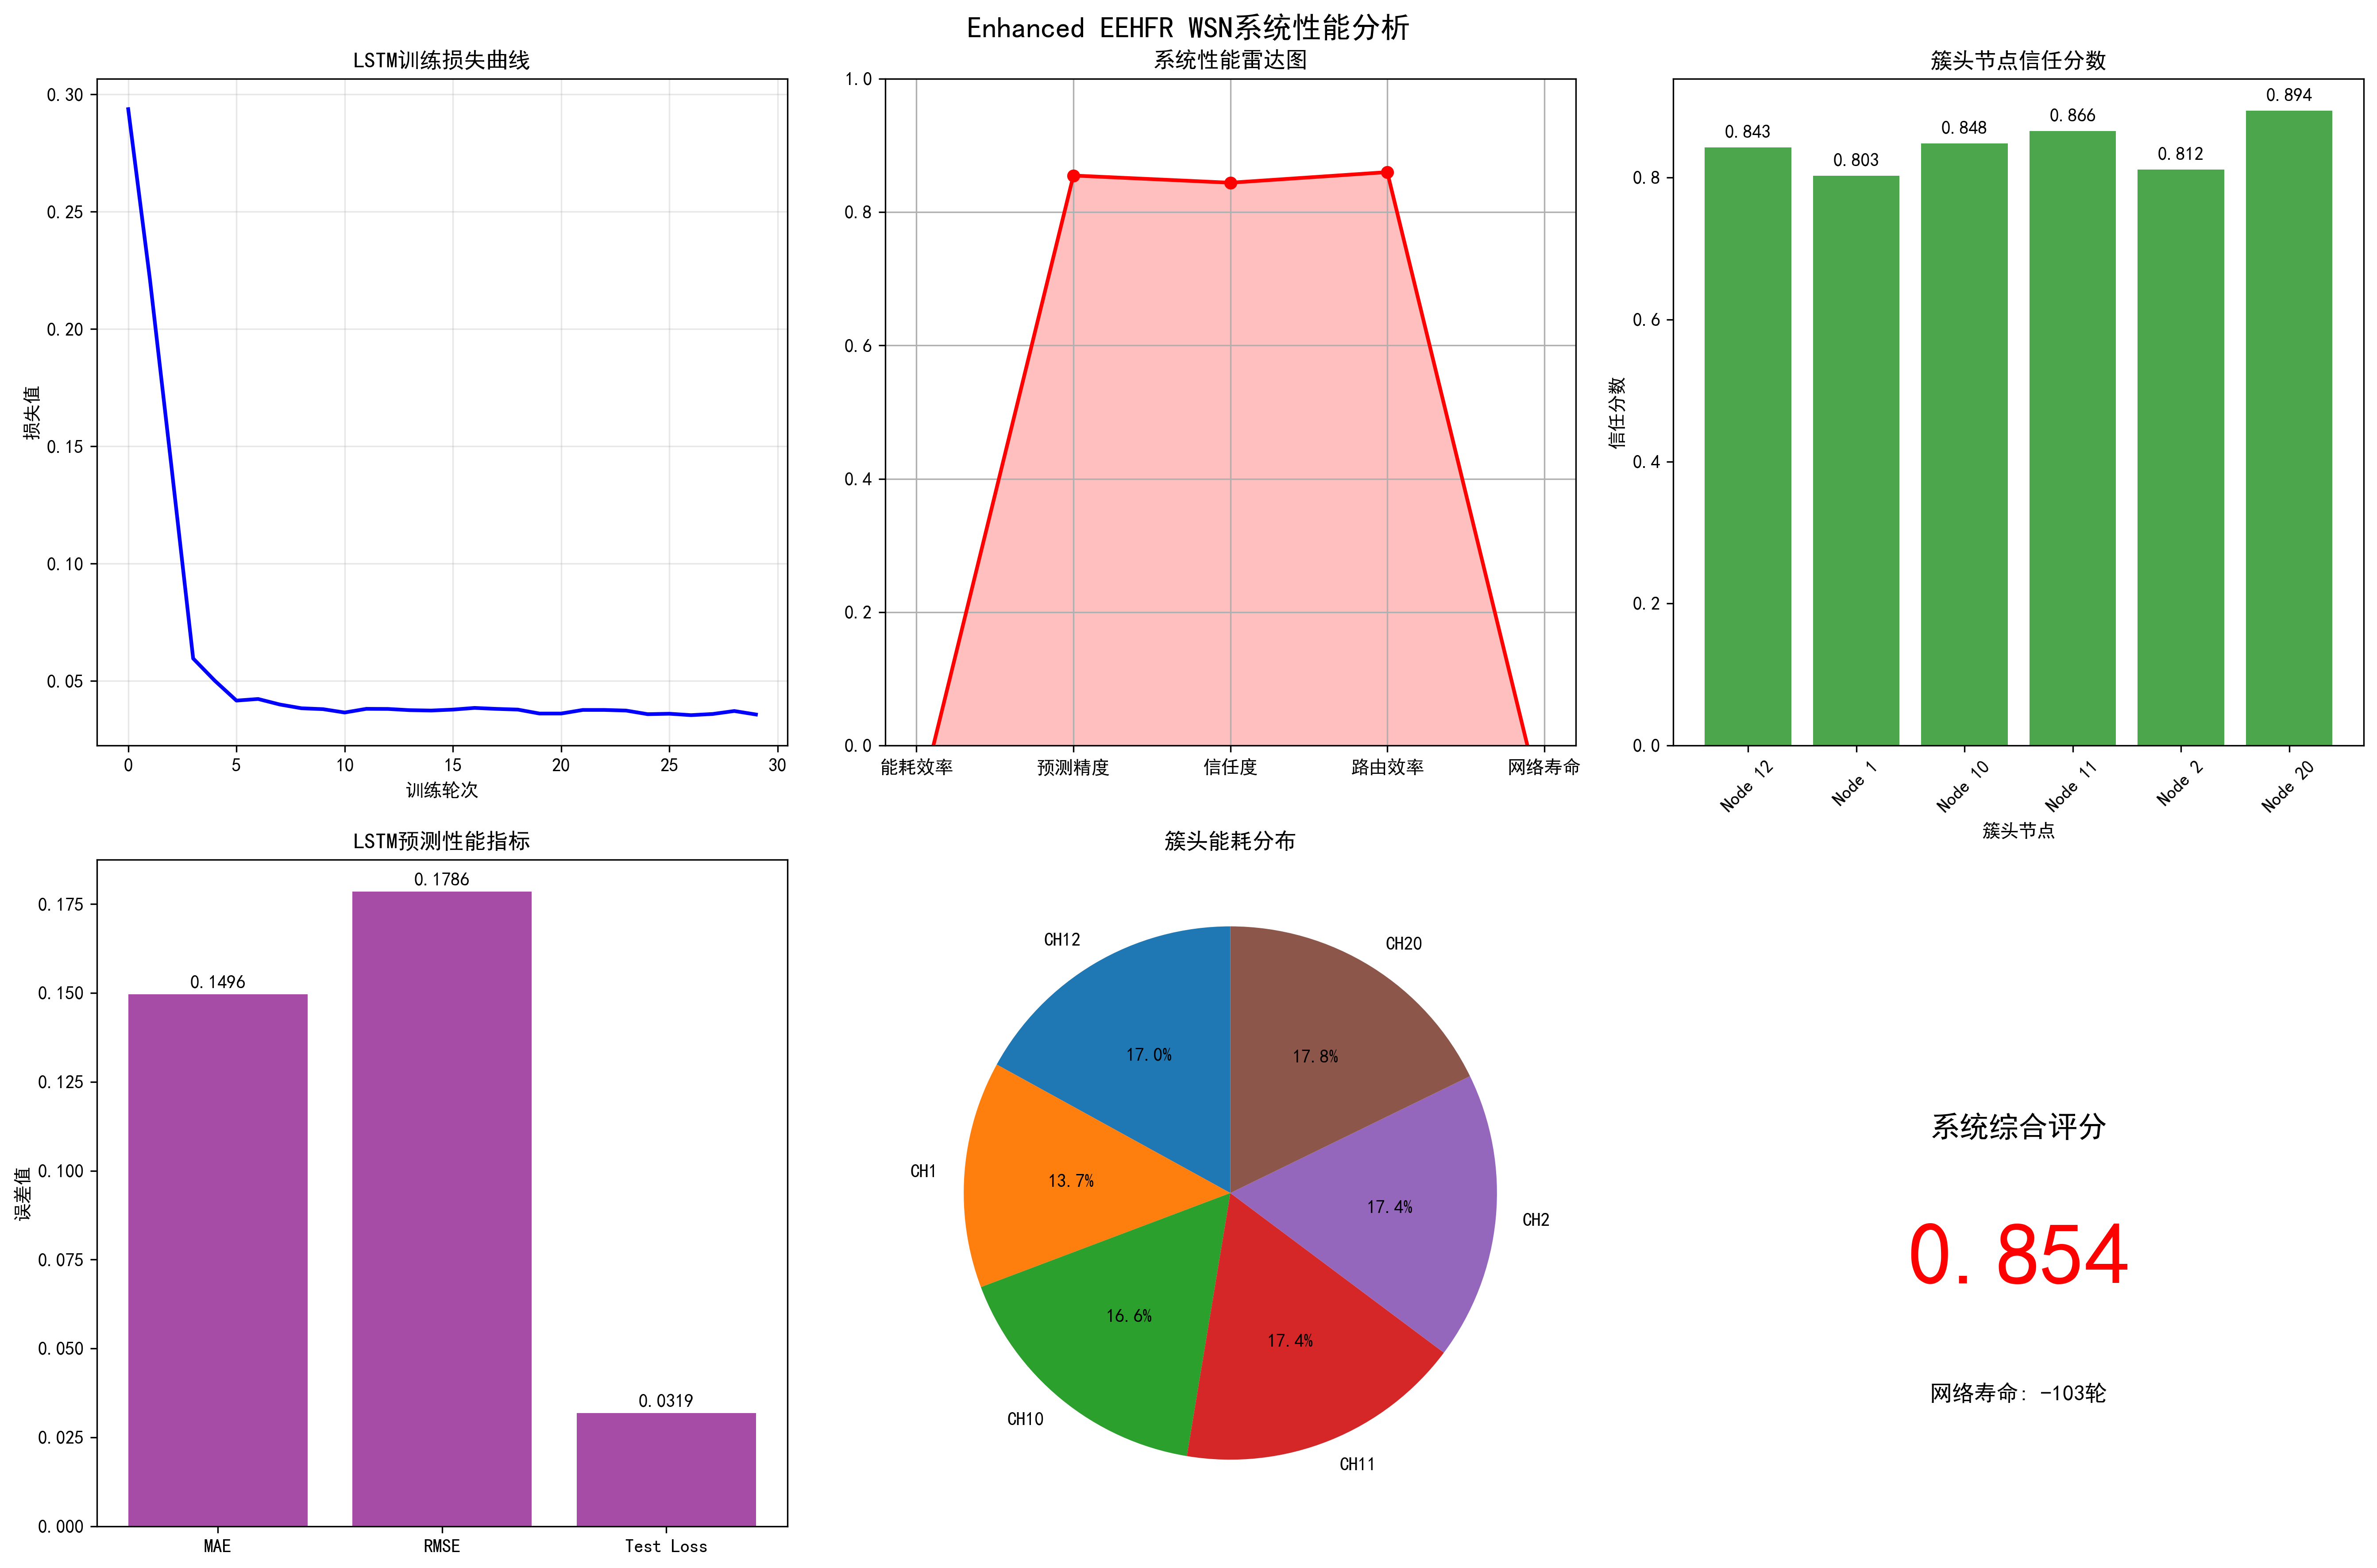 Enhanced EEHFR WSN系统性能分析
LSTM训练损失曲线
0.30
0.25
0.20
0.15
0.10
0.05
损失值
0 5 10 15 20 25 30
训练轮次
系统性能雷达图
1.0
0.8
0.6
0.4
0.2
0.0
能耗效率 预测精度 信任度 路由效率 网络寿命
簇头节点信任分数
0.8
0.6
0.4
0.2
0.0
信任分数
0.843
0.803
0.848
0.866
0.812
0.894
Node 12
Node 1
Node 10
Node 11
Node 2
Node 20
簇头节点
LSTM预测性能指标
0.175
0.150
0.125
0.100
0.075
0.050
0.025
0.000
误差值
0.1496
0.1786
0.0319
MAE RMSE Test Loss
簇头能耗分布
CH12
17.0%
CH1
13.7%
CH10
16.6%
CH11
17.4%
CH2
17.4%
CH20
17.8%
系统综合评分
0.854
网络寿命: -103轮